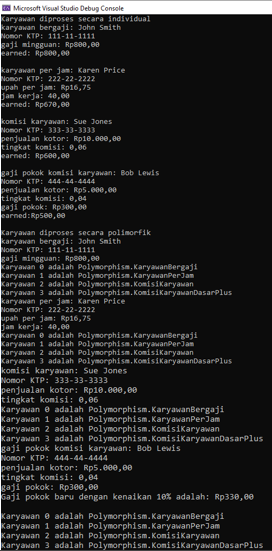 Microsoft Visual Studio Debug Console
Karyawan diproses secara individual
karyawan bergaji: John Smith
Nomor KTP: 111-11-1111
gaji mingguan: Rp800,00
earned: Rp800,00
karyawan per jam: Karen Price
Nomor KTP: 222-22-2222
upah per jam: Rp16,75
jam kerja: 40,00
earned: Rp670,00
komisi karyawan: Sue Jones
Nomor KTP: 333-33-3333
penjualan kotor: Rp10.000,00
tingkat komisi: 0,06
earned: Rp600,00
gaji pokok komisi karyawan: Bob Lewis
Nomor KTP: 444-44-4444
penjualan kotor: Rp5.000,00
tingkat komisi: 0,04
gaji pokok: Rp300,00
earned:Rp500,00
Karyawan diproses secara polimorfik
karyawan bergaji: John Smith
Nomor KTP: 111-11-1111
gaji mingguan: Rp800,00
Karyawan 0 adalah Polymorphism.KaryawanBergaji
Karyawan 1 adalah Polymorphism.KaryawanPerJam
Karyawan 2 adalah Polymorphism.KomisiKaryawan
Karyawan 3 adalah Polymorphism.KomisiKaryawanDasarPlus
karyawan per jam: Karen Price
Nomor KTP: 222-22-2222
upah per jam: Rp16,75
jam kerja: 40,00
Karyawan 0 adalah Polymorphism.KaryawanBergaji
Karyawan 1 adalah Polymorphism.KaryawanPerJam
Karyawan 2 adalah Polymorphism.KomisiKaryawan
Karyawan 3 adalah Polymorphism.KomisiKaryawanDasarPlus
komisi karyawan: Sue Jones
Nomor KTP: 333-33-3333
penjualan kotor: Rp10.000,00
tingkat komisi: 0,06
Karyawan 0 adalah Polymorphism.KaryawanBergaji
Karyawan 1 adalah Polymorphism.KaryawanPerJam
Karyawan 2 adalah Polymorphism.KomisiKaryawan
Karyawan 3 adalah Polymorphism.KomisiKaryawanDasarPlus
gaji pokok komisi karyawan: Bob Lewis
Nomor KTP: 444-44-4444
penjualan kotor: Rp5.000,00
tingkat komisi: 0,04
gaji pokok: Rp300,00
Gaji pokok baru dengan kenaikan 10% adalah: Rp330,00
Karyawan 0 adalah Polymorphism.KaryawanBergaji
Karyawan 1 adalah Polymorphism.KaryawanPerJam
Karyawan 2 adalah Polymorphism.KomisiKaryawan
Karyawan 3 adalah Polymorphism.KomisiKaryawanDasarPlus